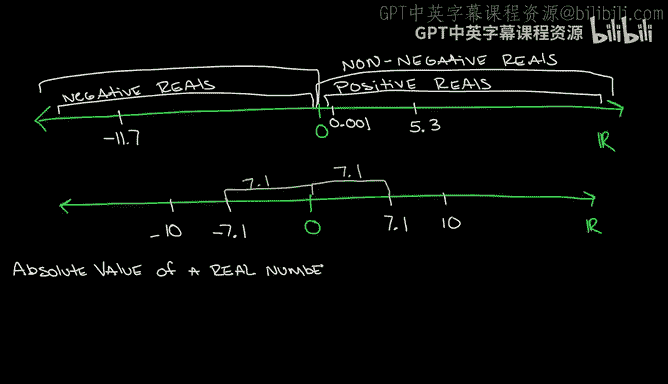 GPT中英字幕课程资源@bilibili.com
GPT中英字幕课程资源 bilibili
NON-NEGATIVE REALS
NEGATIVE REALS
POSITIVE REALS
-11.7 0 0.001 5.3 ℝ
7.1 7.1
-10 -7.1 0 7.1 10 ℝ
ABSOLUTE VALUE OF A REAL NUMBE